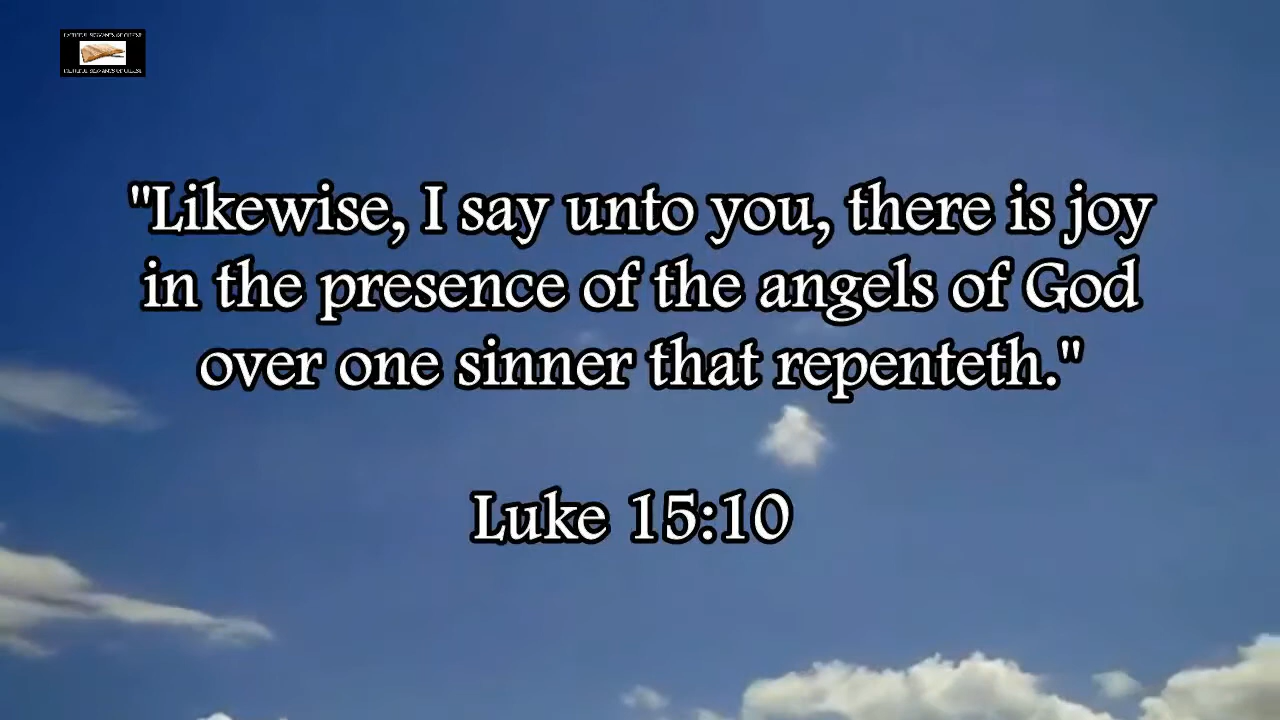 "Likewise, I say unto you, there is joy
in the presence of the angels of God
over one sinner that repenteth."
Luke 15:10